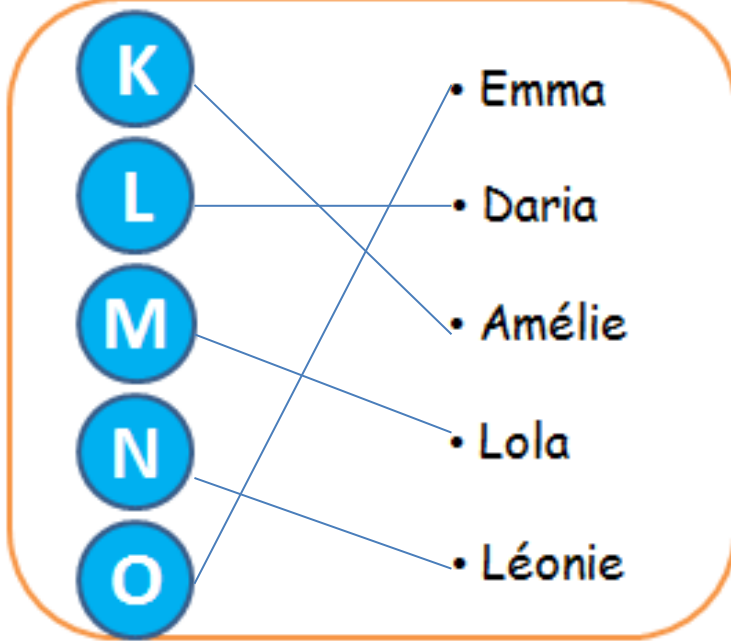 K
• Emma
L
• Daria
M
• Amélie
• Lola
N
• Léonie
O